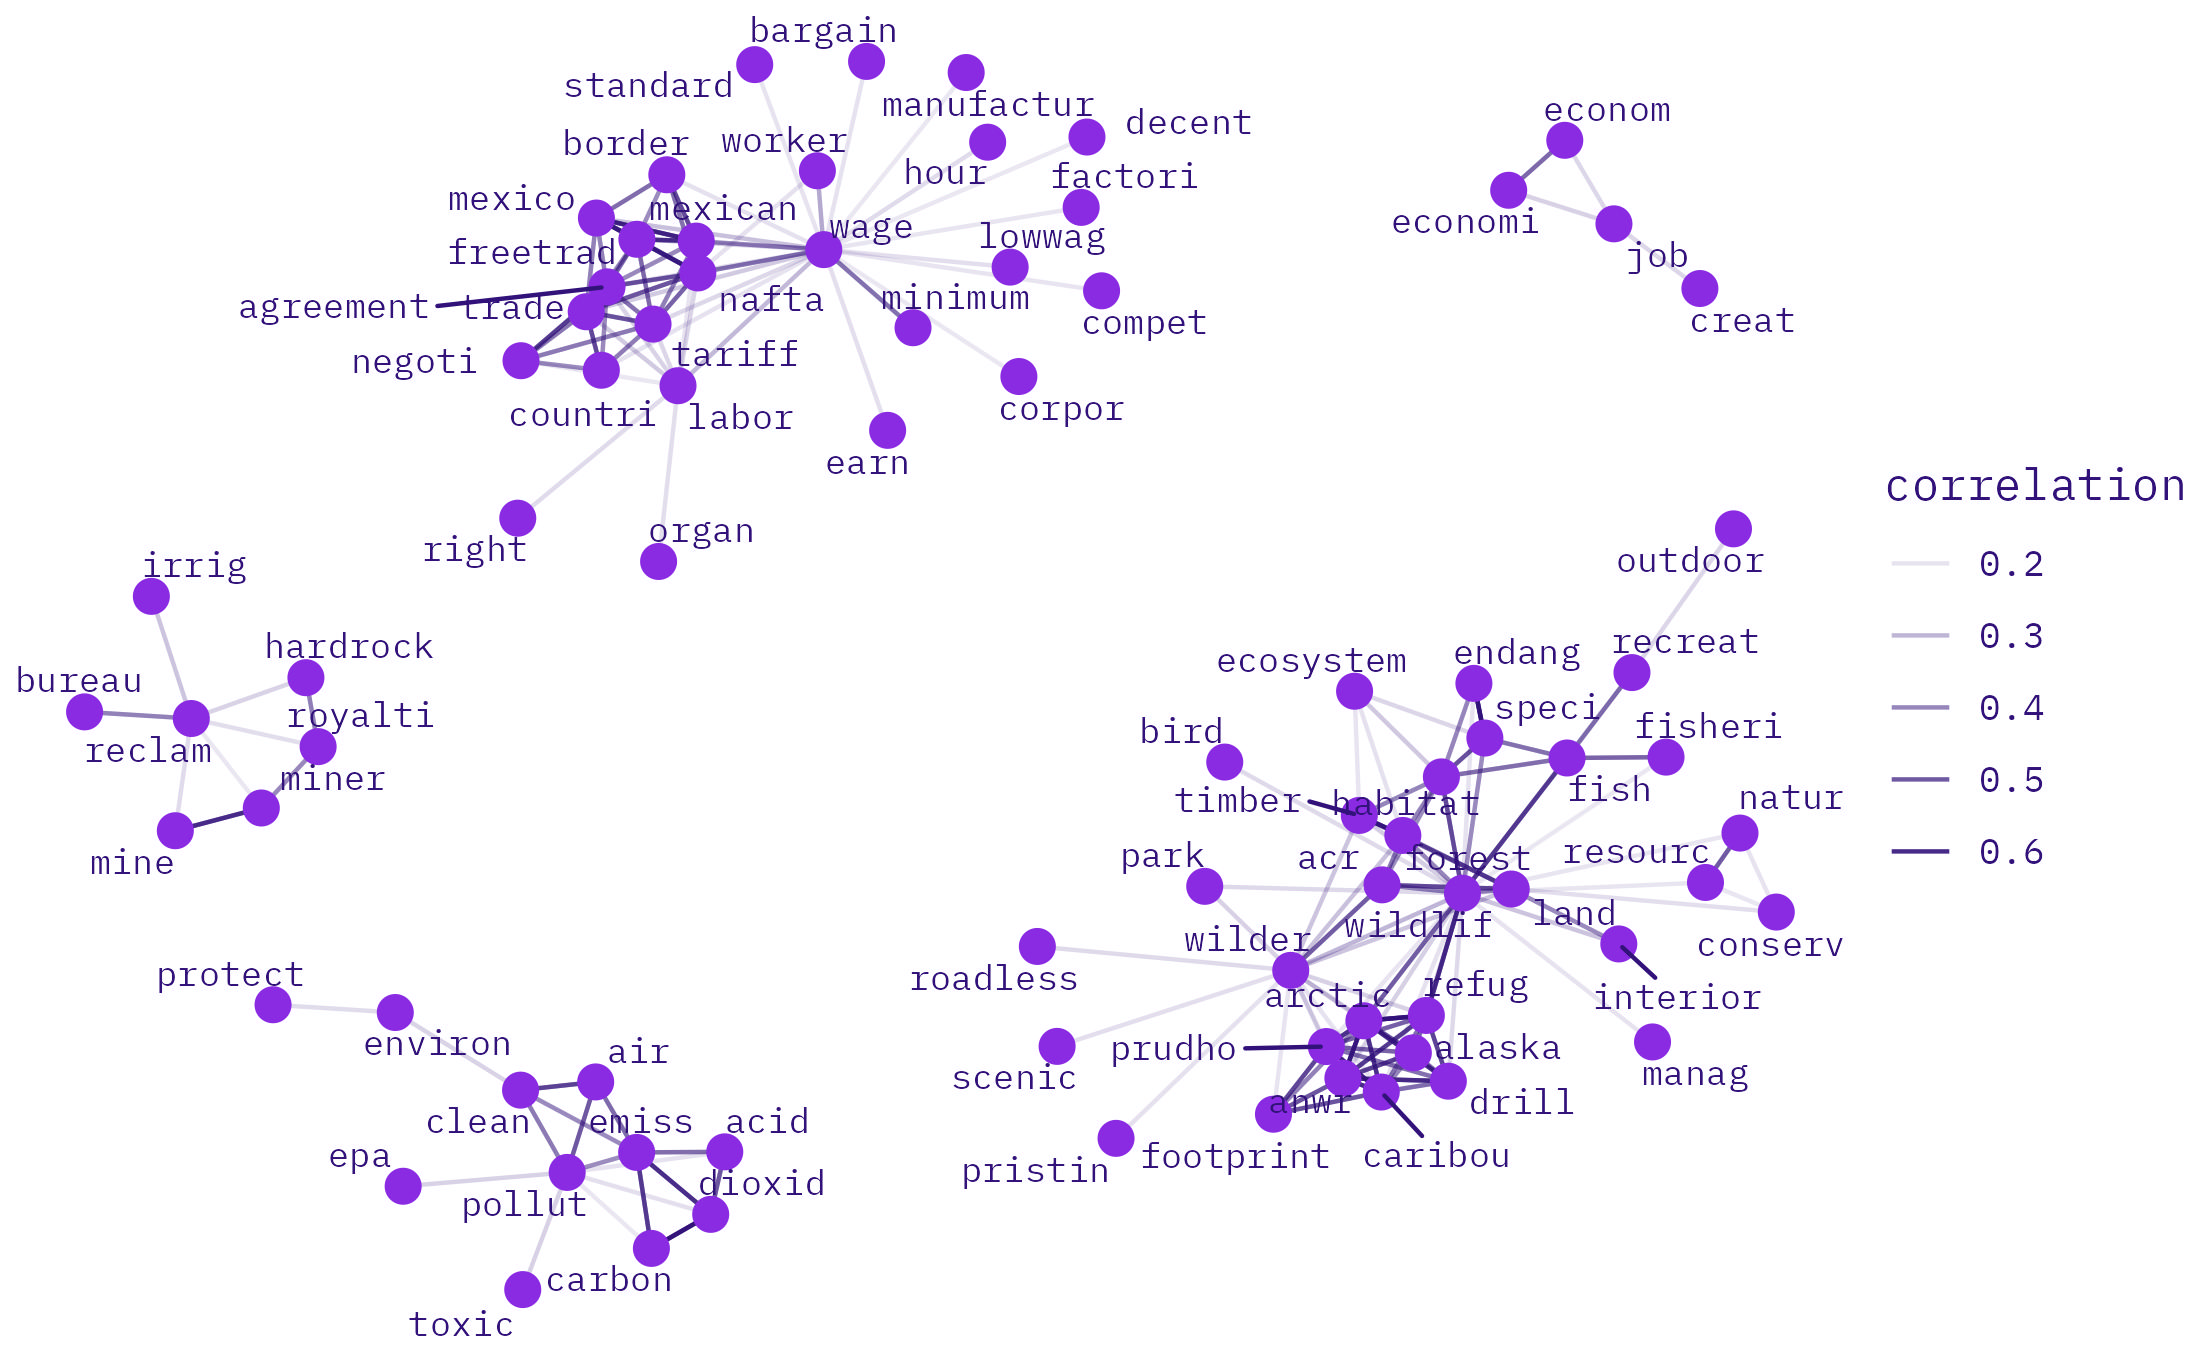 bargain
standard
manufactur
decent
border
worker
hour
factori
mexico
mexican
wage
lowwag
freetrad
agreement
trade
nafta
minimum
compet
negoti
tariff
countri
labor
corpor
earn
right
organ
econom
economi
job
creat
correlation
0.2
0.3
0.4
0.5
0.6
irrig
hardrock
bureau
royalti
reclam
miner
mine
outdoor
recreat
ecosystem
endang
speci
bird
fisheri
timber
habitat
fish
natur
park
acr
forest
resourc
wilder
wildlif
land
conserv
roadless
arctic
refug
interior
prudho
alaska
scenic
manag
anwr
drill
pristin
footprint
caribou
protect
environ
air
clean
emiss
acid
epa
dioxid
pollut
carbon
toxic